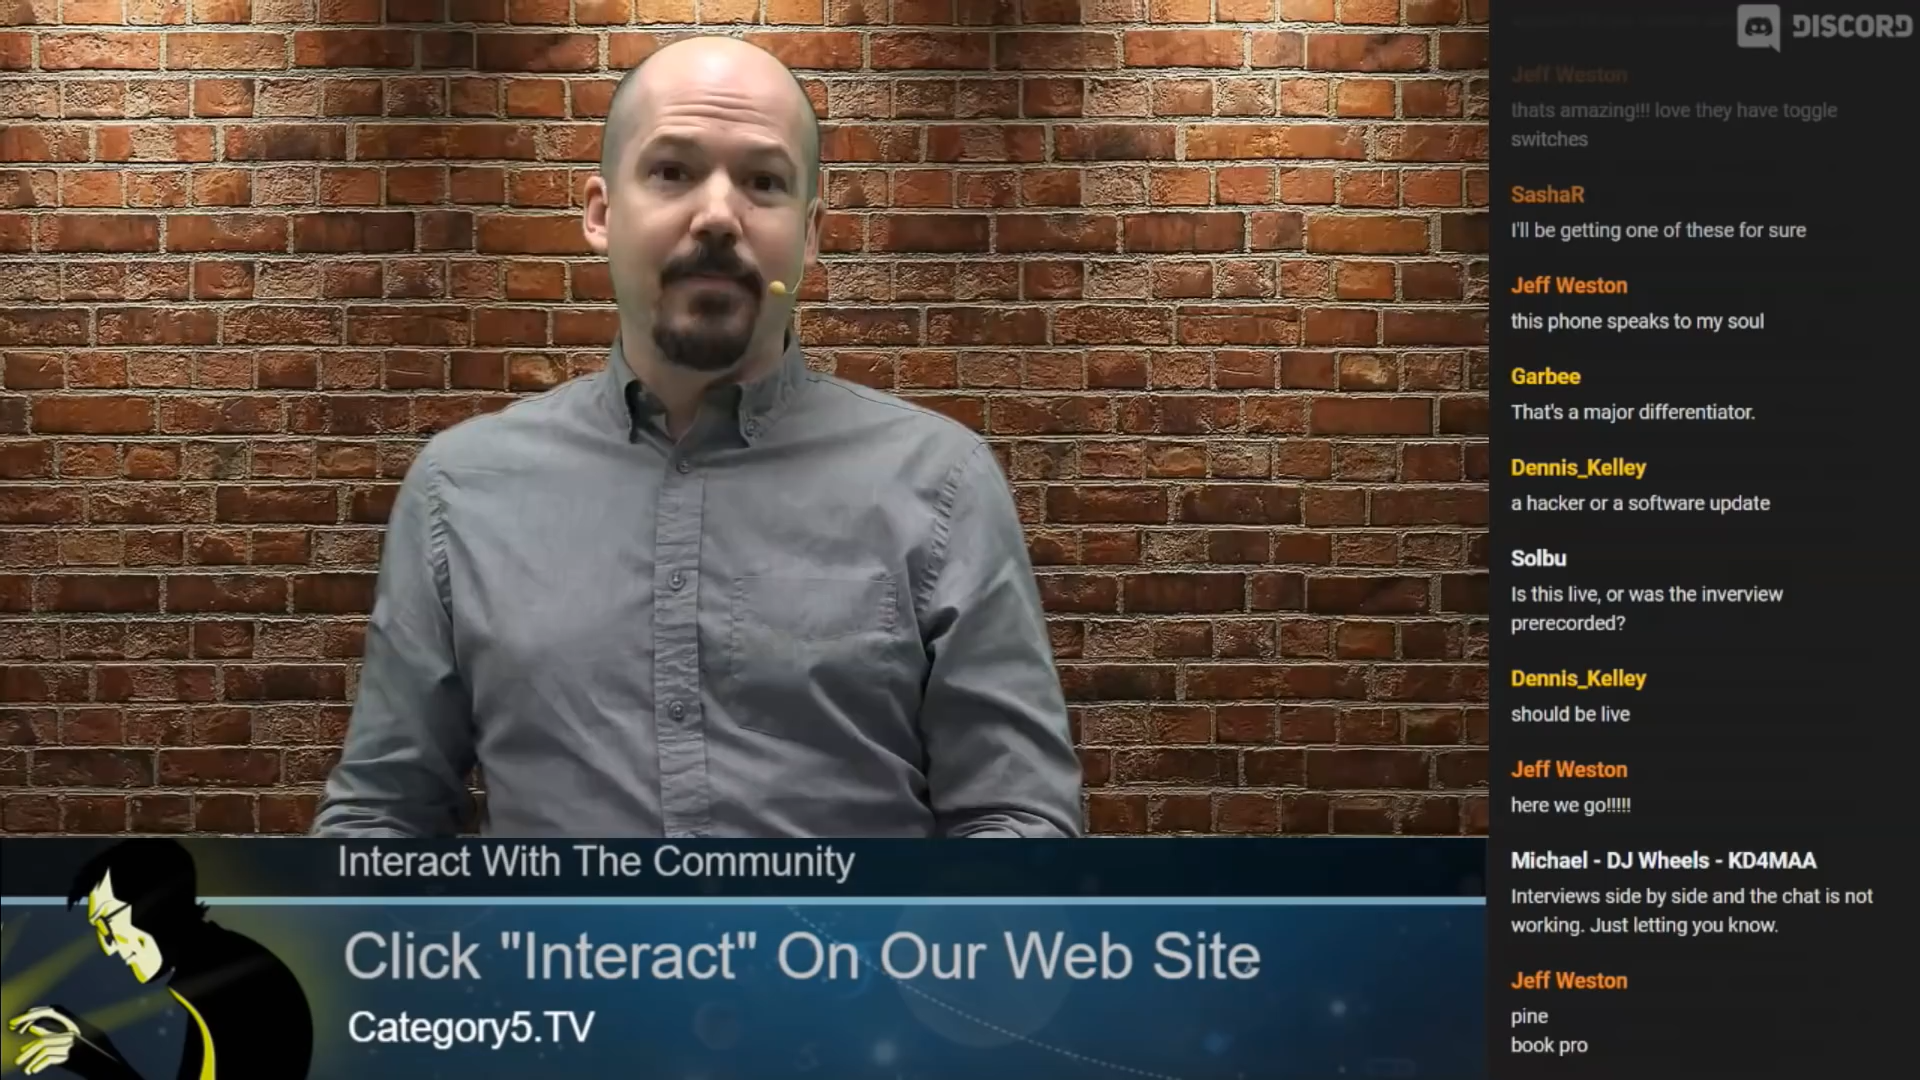 DISCORD
Jeff Weston
thats amazing!!! love they have toggle
switches
SashaR
I'll be getting one of these for sure
Jeff Weston
this phone speaks to my soul
Garbee
That's a major differentiator.
Dennis_Kelley
a hacker or a software update
Solbu
Is this live, or was the inverview
prerecorded?
Dennis_Kelley
should be live
Jeff Weston
here we go!!!!!
Michael - DJ Wheels - KD4MAA
Interviews side by side and the chat is not
working. Just letting you know.
Jeff Weston
pine
book pro
Interact With The Community
Click "Interact" On Our Web Site
Category5.TV